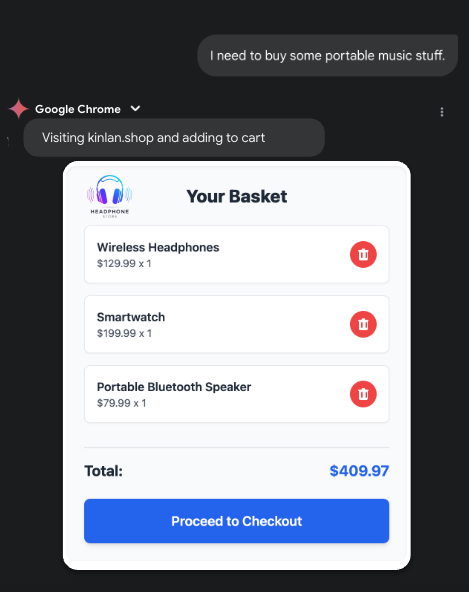 I need to buy some portable music stuff.
Google Chrome
Visiting kinlan.shop and adding to cart
HEADPHONE
STORE
Your Basket
Wireless Headphones
$129.99 x 1
Smartwatch
$199.99 x 1
Portable Bluetooth Speaker
$79.99 x 1
Total: $409.97
Proceed to Checkout